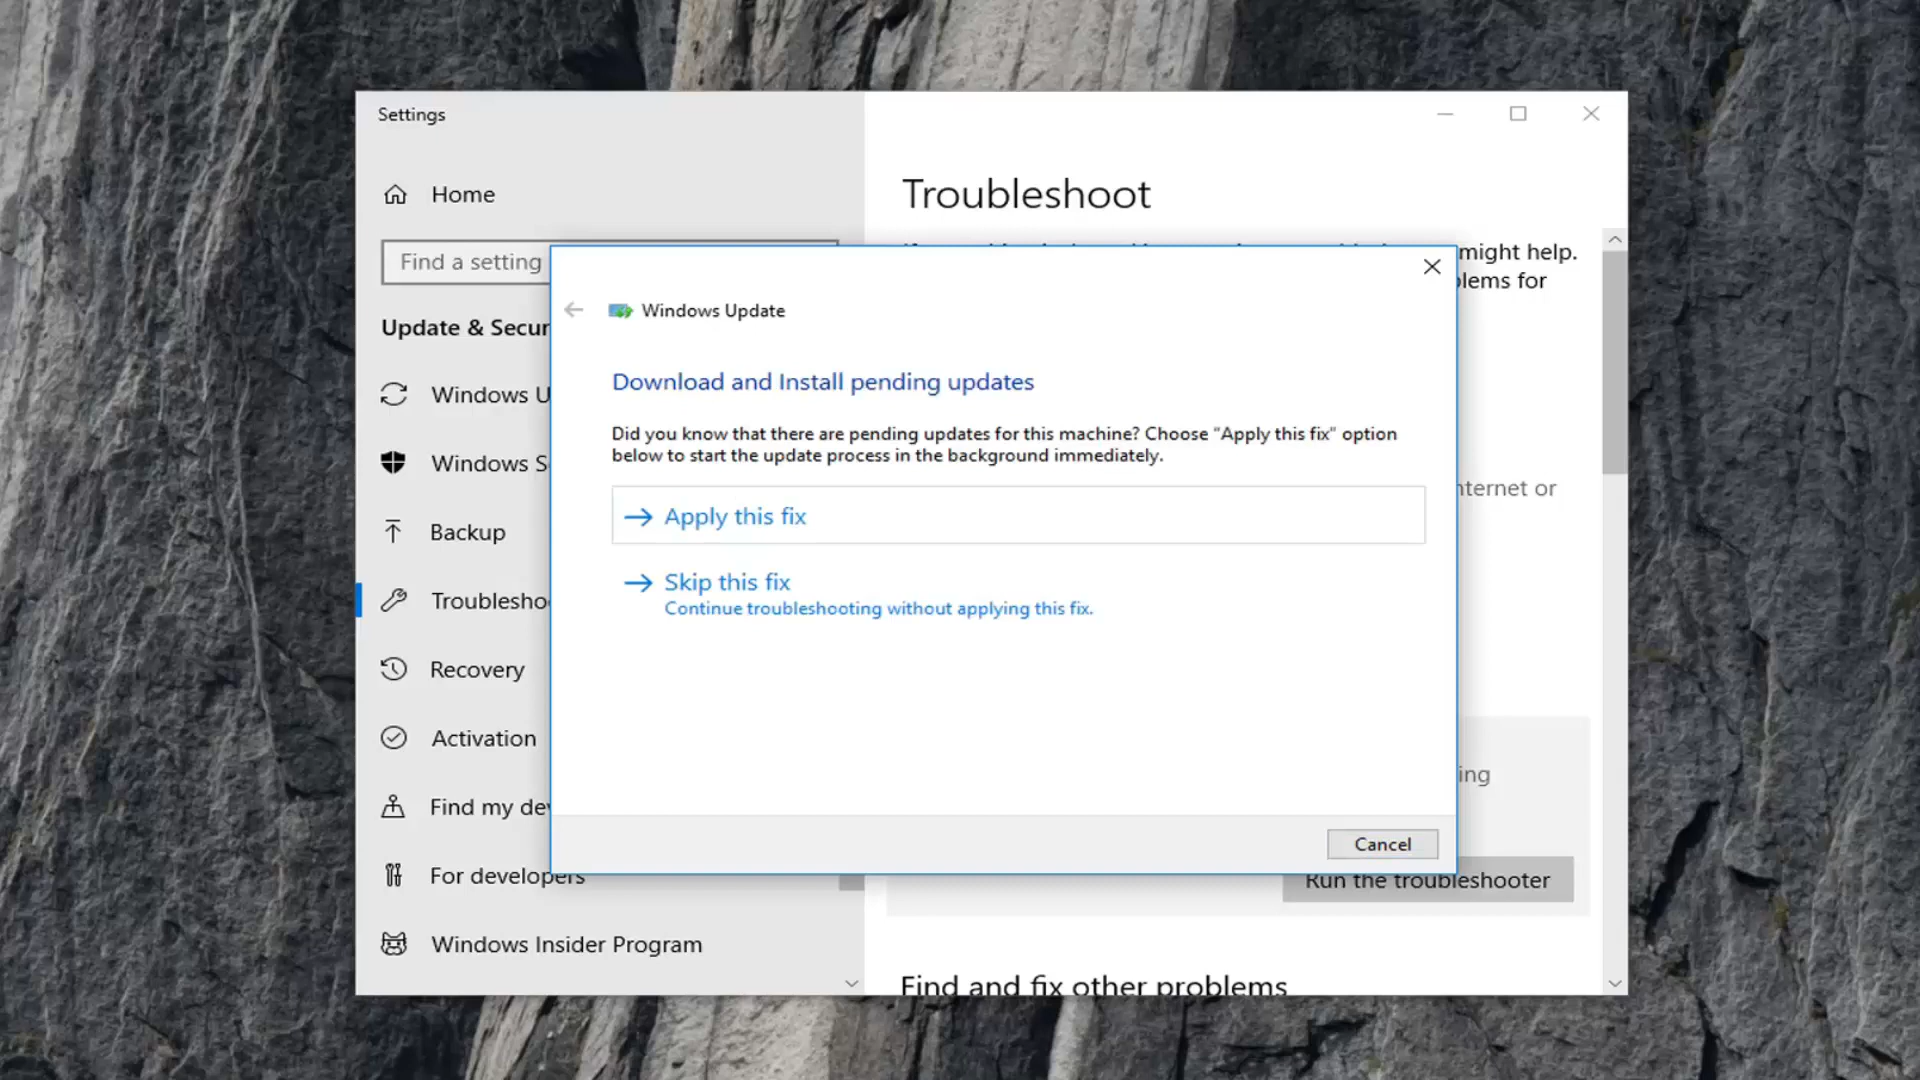 Settings
Home
Find a setting
Update & Secur
Windows U
Windows S
Backup
Troublesho
Recovery
Activation
Find my de
For developers
Windows Insider Program
Troubleshoot
might help.
blems for
nternet or
ing
Run the troubleshooter
Find and fix other problems
Windows Update
Download and Install pending updates
Did you know that there are pending updates for this machine? Choose "Apply this fix" option
below to start the update process in the background immediately.
Apply this fix
Skip this fix
Continue troubleshooting without applying this fix.
Cancel